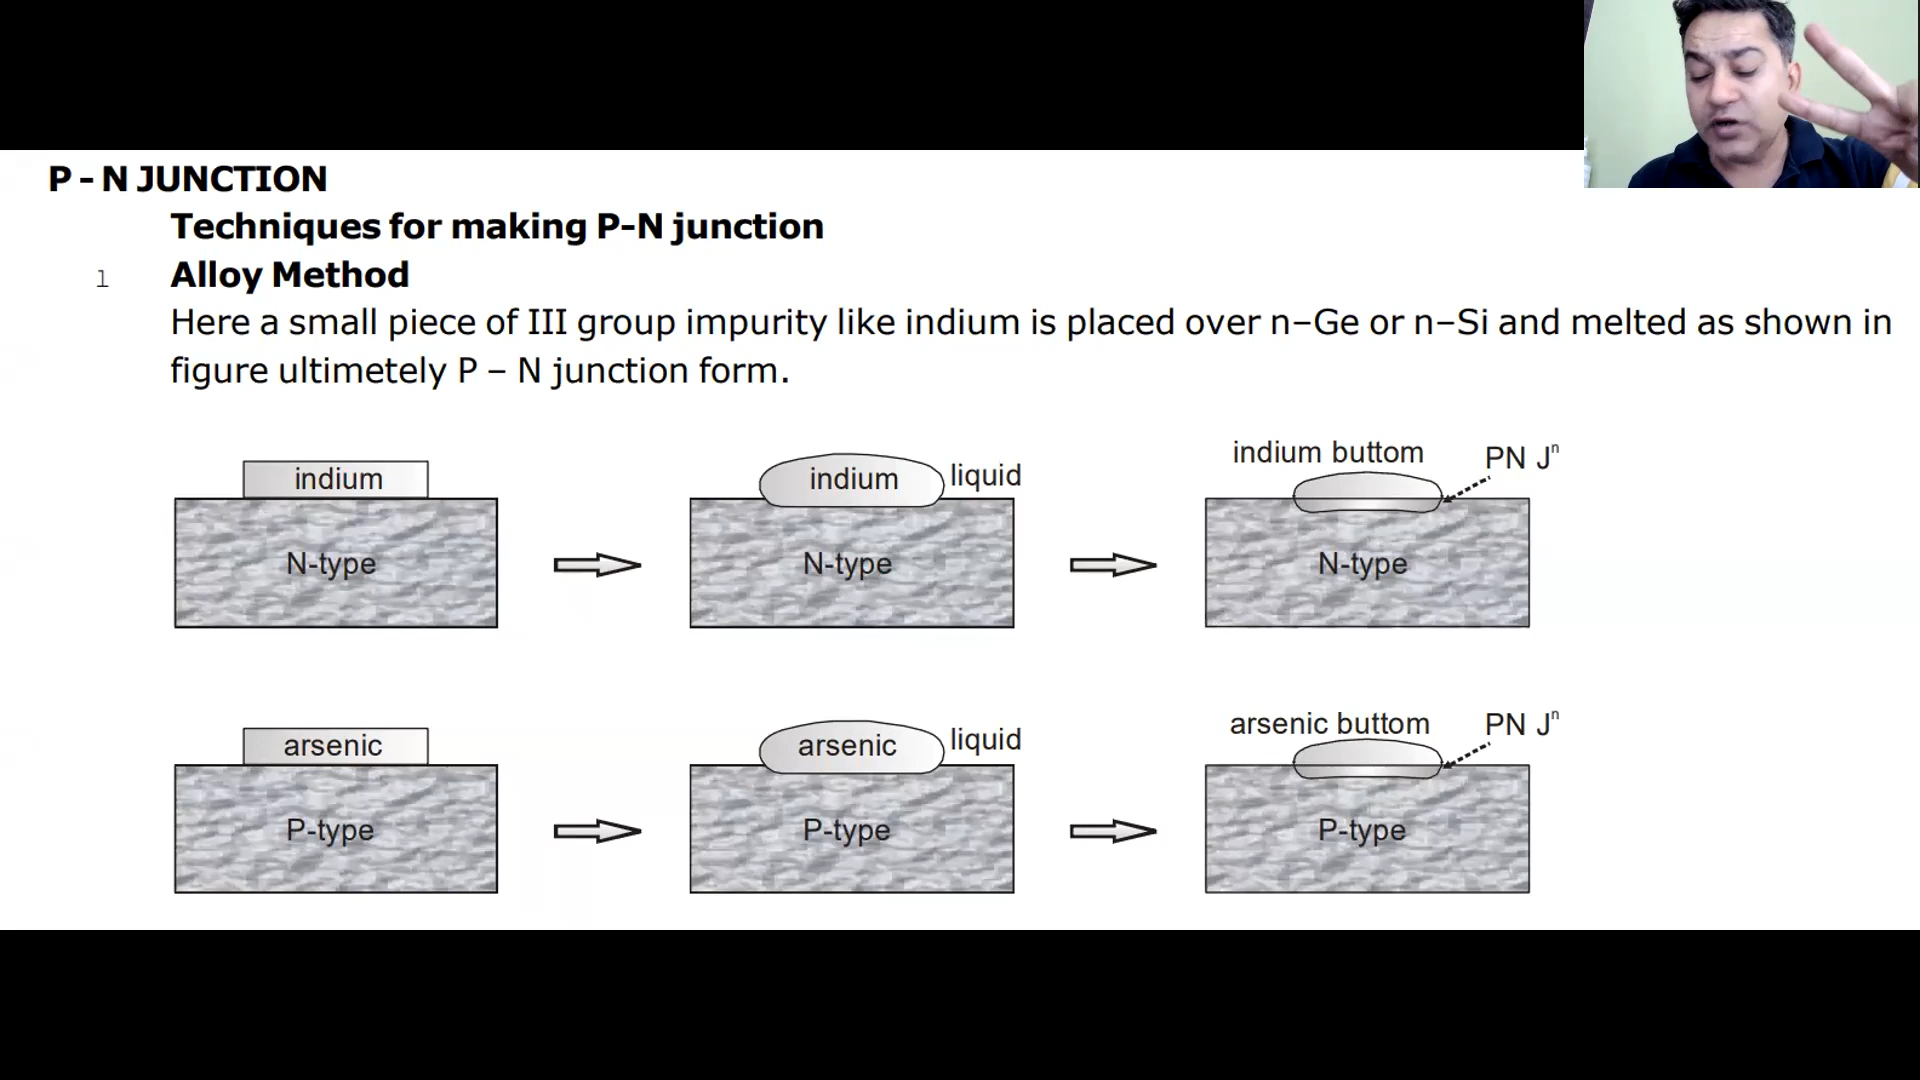 P – N JUNCTION
Techniques for making P-N junction
l Alloy Method
Here a small piece of III group impurity like indium is placed over n–Ge or n–Si and melted as shown in
figure ultimetely P – N junction form.
indium
N-type
indium
liquid
N-type
indium buttom
PN Jⁿ
N-type
arsenic
P-type
arsenic
liquid
P-type
arsenic buttom
PN Jⁿ
P-type